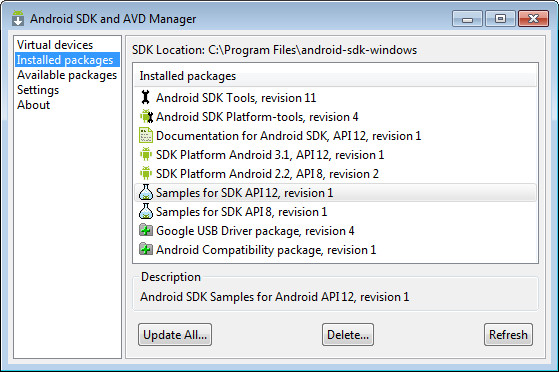 Android SDK and AVD Manager
Virtual devices
Installed packages
Available packages
Settings
About
SDK Location: C:\Program Files\android-sdk-windows
Installed packages
Android SDK Tools, revision 11
Android SDK Platform-tools, revision 4
Documentation for Android SDK, API 12, revision 1
SDK Platform Android 3.1, API 12, revision 1
SDK Platform Android 2.2, API 8, revision 2
Samples for SDK API 12, revision 1
Samples for SDK API 8, revision 1
Google USB Driver package, revision 4
Android Compatibility package, revision 1
Description
Android SDK Samples for Android API 12, revision 1
Update All... Delete... Refresh